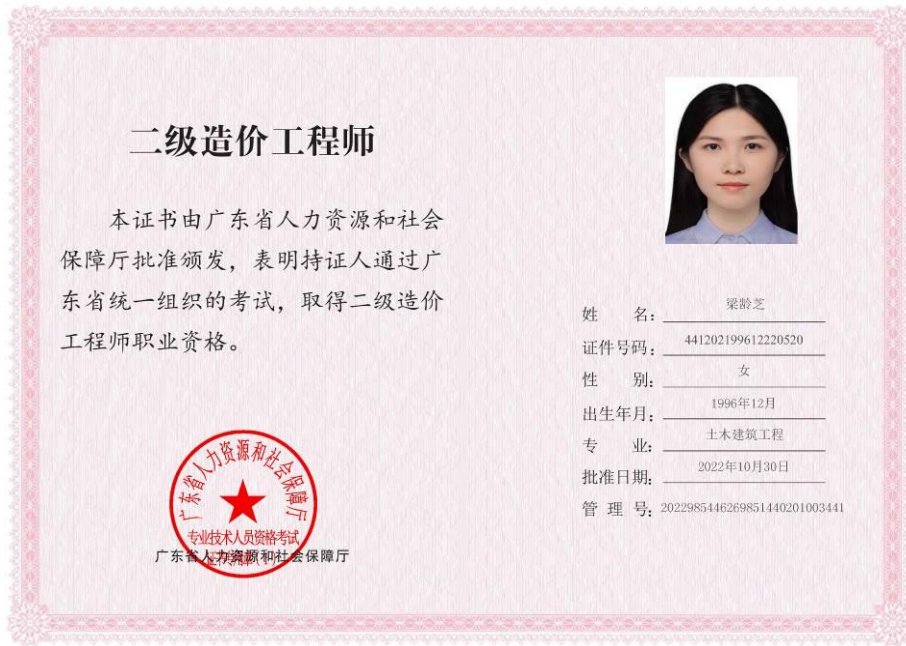 二级造价工程师
本证书由广东省人力资源和社会
保障厅批准颁发，表明持证人通过广
东省统一组织的考试，取得二级造价
工程师职业资格。
广东省人力资源和社会保障厅
专业技术人员资格考试
广东省人力资源和社会保障厅
姓 名：梁龄芝
证件号码：441202199612220520
性 别：女
出生年月：1996年12月
专 业：土木建筑工程
批准日期：2022年10月30日
管 理 号：20229854462698514402010034​41